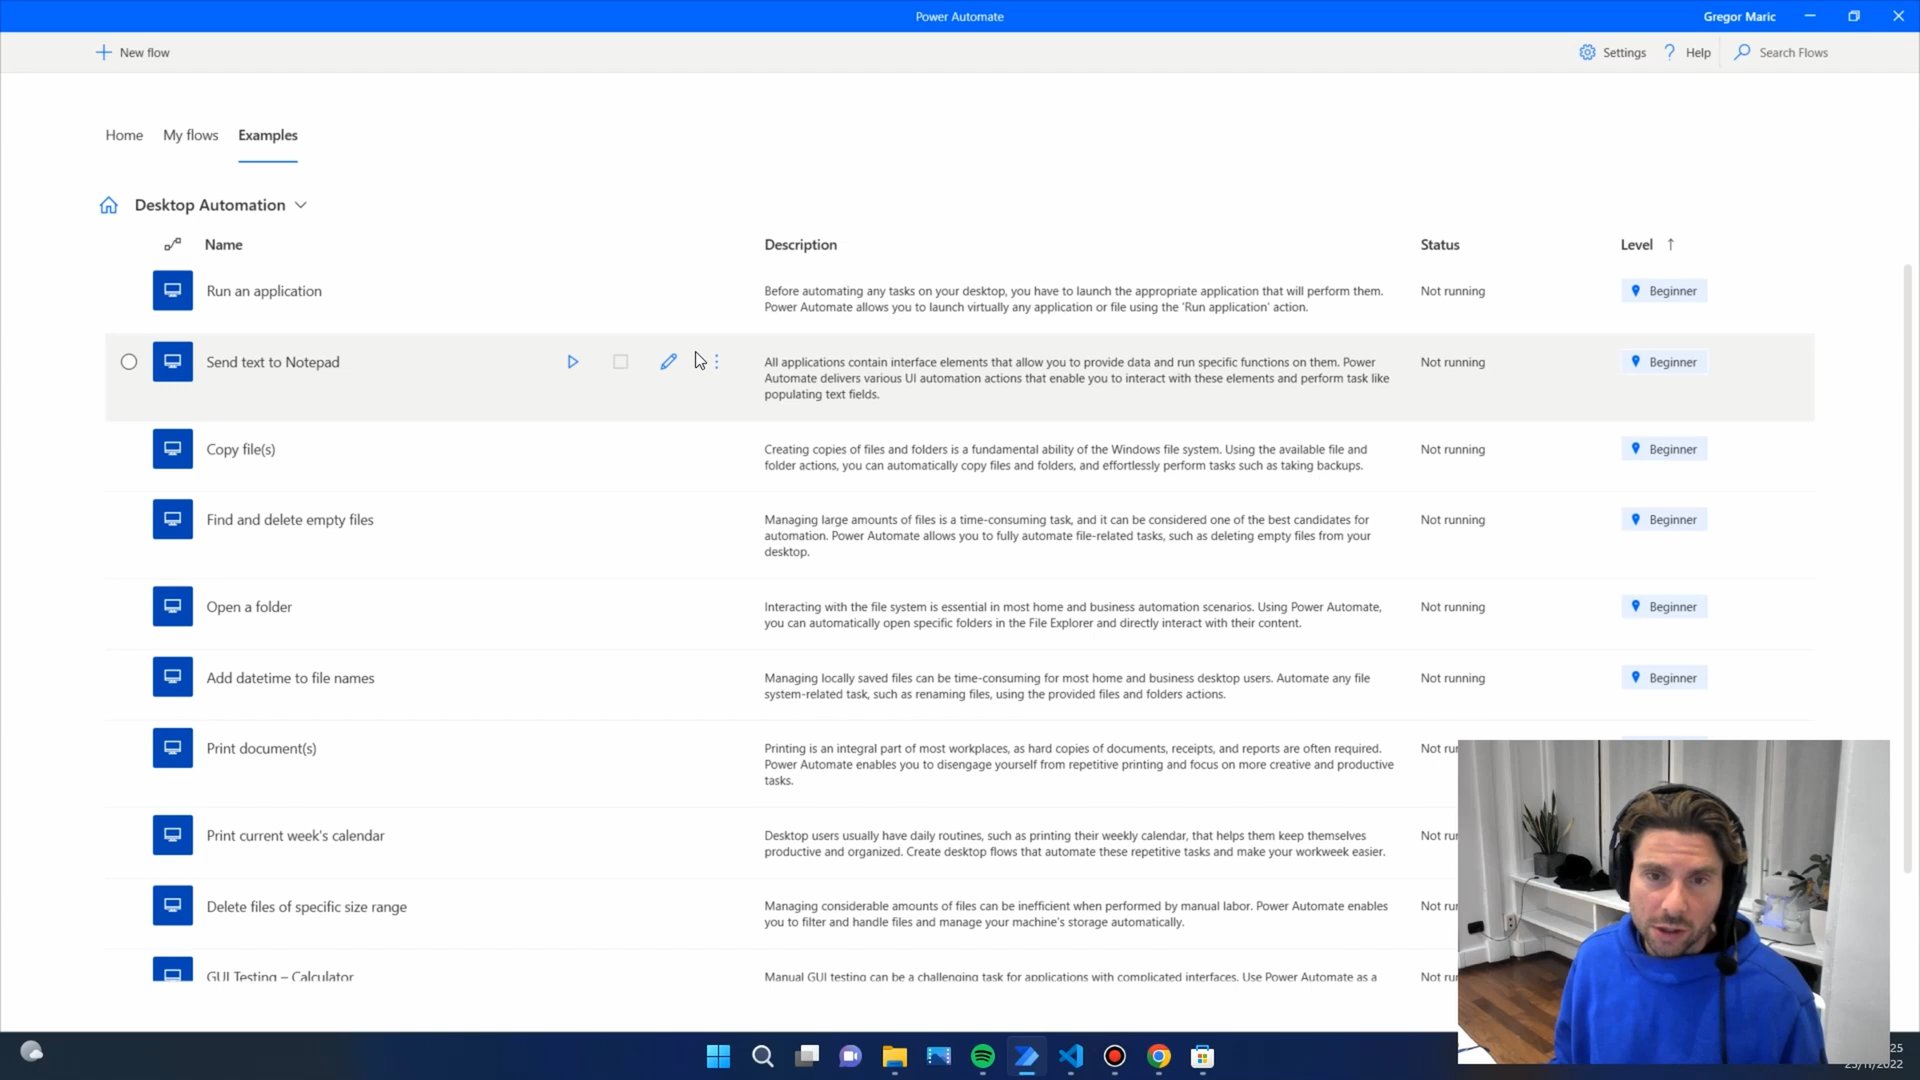 Power Automate
Gregor Maric
New flow
Settings
Help
Search Flows
Home
My flows
Examples
Desktop Automation
Name
Description
Status
Level
Run an application
Before automating any tasks on your desktop, you have to launch the appropriate application that will perform them.
Power Automate allows you to launch virtually any application or file using the 'Run application' action.
Not running
Beginner
Send text to Notepad
All applications contain interface elements that allow you to provide data and run specific functions on them. Power
Automate delivers various UI automation actions that enable you to interact with these elements and perform task like
populating text fields.
Not running
Beginner
Copy file(s)
Creating copies of files and folders is a fundamental ability of the Windows file system. Using the available file and
folder actions, you can automatically copy files and folders, and effortlessly perform tasks such as taking backups.
Not running
Beginner
Find and delete empty files
Managing large amounts of files is a time-consuming task, and it can be considered one of the best candidates for
automation. Power Automate allows you to fully automate file-related tasks, such as deleting empty files from your
desktop.
Not running
Beginner
Open a folder
Interacting with the file system is essential in most home and business automation scenarios. Using Power Automate,
you can automatically open specific folders in the File Explorer and directly interact with their content.
Not running
Beginner
Add datetime to file names
Managing locally saved files can be time-consuming for most home and business desktop users. Automate any file
system-related task, such as renaming files, using the provided files and folders actions.
Not running
Beginner
Print document(s)
Printing is an integral part of most workplaces, as hard copies of documents, receipts, and reports are often required.
Power Automate enables you to disengage yourself from repetitive printing and focus on more creative and productive
tasks.
Not ru
Print current week's calendar
Desktop users usually have daily routines, such as printing their weekly calendar, that helps them keep themselves
productive and organized. Create desktop flows that automate these repetitive tasks and make your workweek easier.
Not ru
Delete files of specific size range
Managing considerable amounts of files can be inefficient when performed by manual labor. Power Automate enables
you to filter and handle files and manage your machine's storage automatically.
Not ru
GUI Testing – Calculator
Manual GUI testing can be a challenging task for applications with complicated interfaces. Use Power Automate as a
Not ru
25
25/11/2022